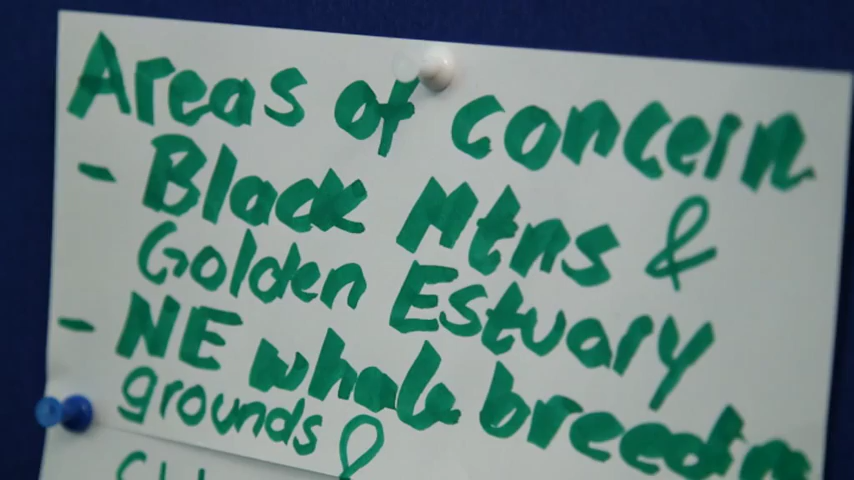 Areas of concern
- Black Mtns &
Golden Estuary
- NE whale breeding
grounds &